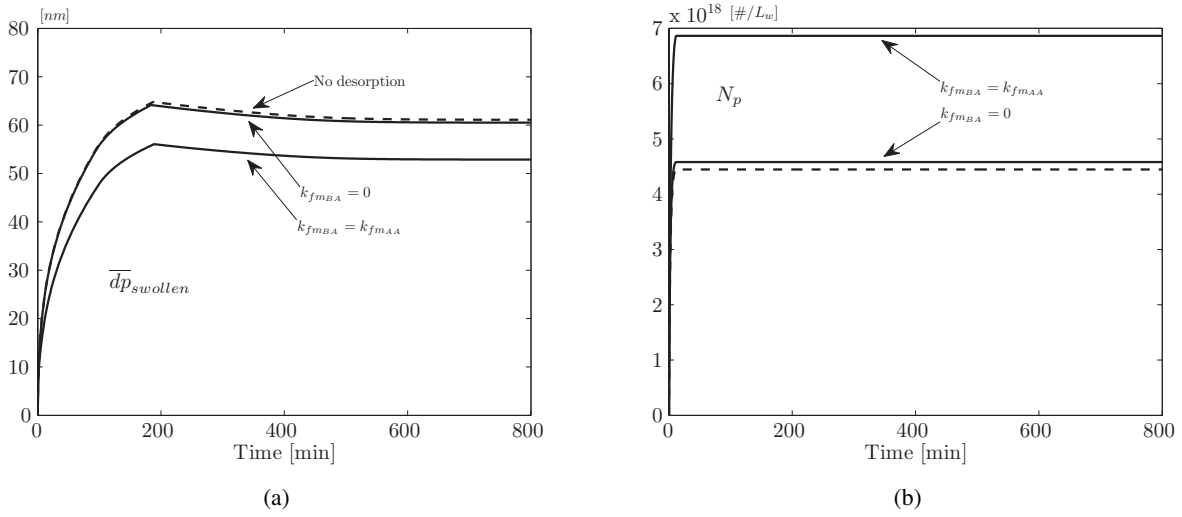 [nm]
80
70
60
50
40
30
20
10
0
No desorption
k_{fm_{BA}} = 0
k_{fm_{BA}} = k_{fm_{AA}}
\overline{dp}_{swollen}
0 200 400 600 800
Time [min]
(a)
7 x 10^{18} [#/L_w]
6
5
4
3
2
1
0
k_{fm_{BA}} = k_{fm_{AA}}
N_p
k_{fm_{BA}} = 0
0 200 400 600 800
Time [min]
(b)